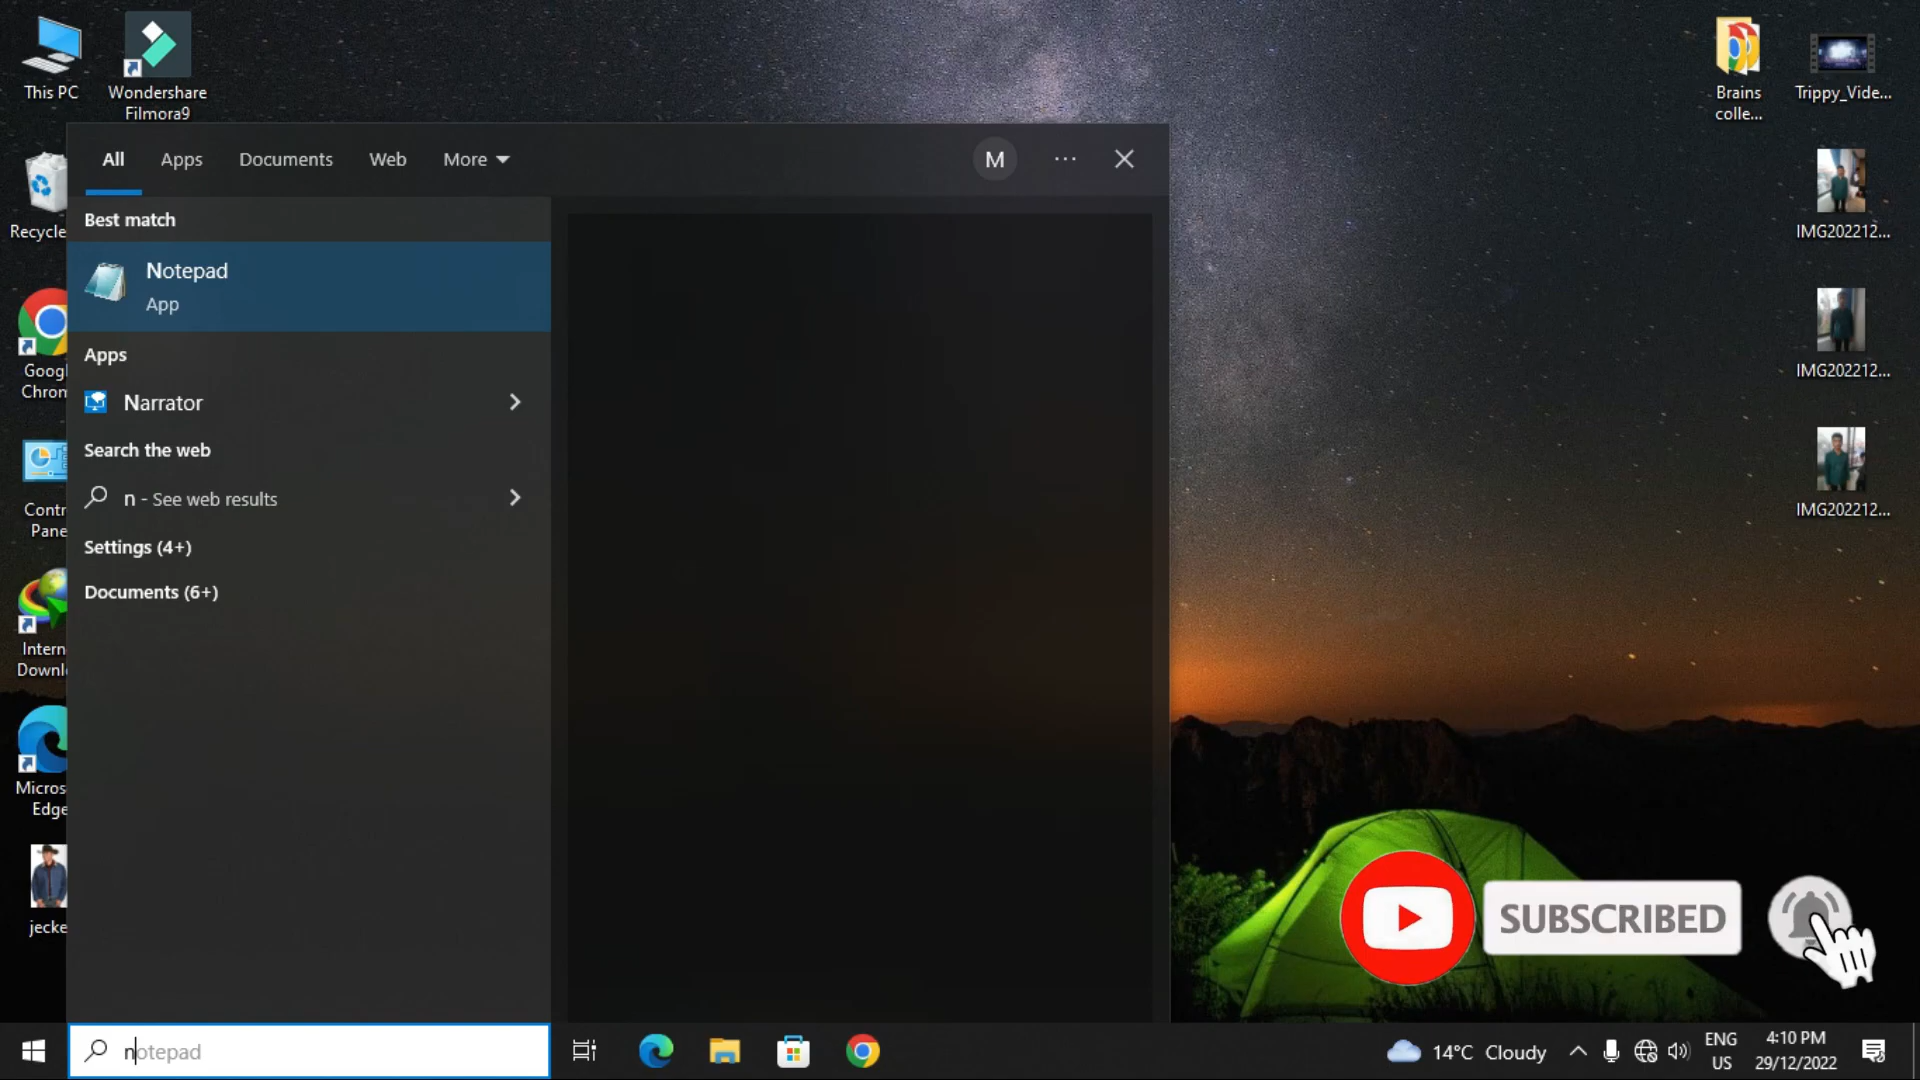 This PC
Wondershare
Filmora9
Brains
colle...
Trippy_Vide...
All
Apps
Documents
Web
More
M
Best match
Notepad
App
Apps
Narrator
Search the web
n - See web results
Settings (4+)
Documents (6+)
Recycle
Googl
Chrom
Contr
Pane
Intern
Downl
Micros
Edge
jecke
IMG202212...
IMG202212...
IMG202212...
SUBSCRIBED
notepad
14°C Cloudy
ENG
US
4:10 PM
29/12/2022